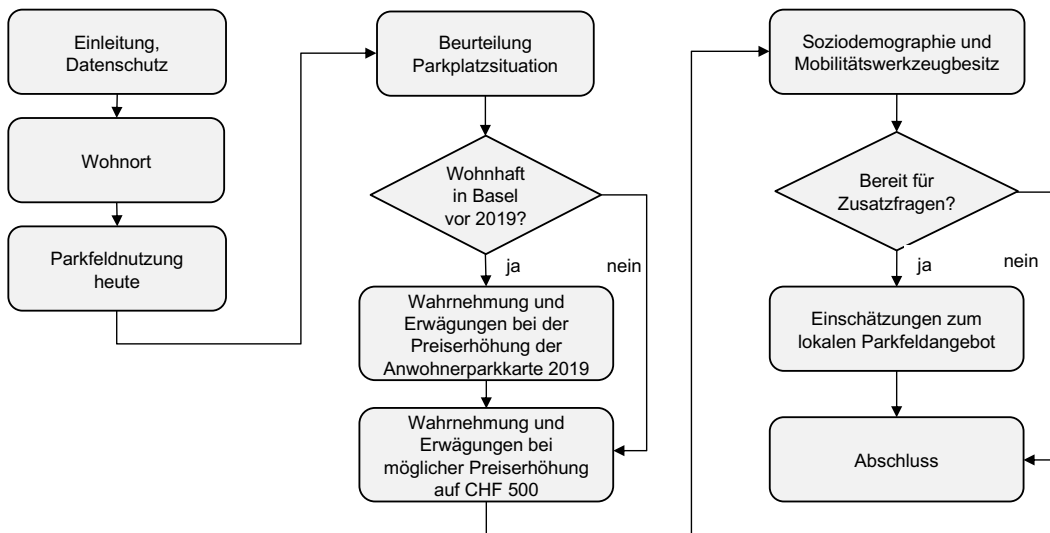 Einleitung,
Datenschutz
Wohnort
Parkfeldnutzung
heute
Beurteilung
Parkplatzsituation
Wohnhaft
in Basel
vor 2019?
ja
nein
Wahrnehmung und
Erwägungen bei der
Preiserhöhung der
Anwohnerparkkarte 2019
Wahrnehmung und
Erwägungen bei
möglicher Preiserhöhung
auf CHF 500
Soziodemographie und
Mobilitätswerkzeugbesitz
Bereit für
Zusatzfragen?
ja
nein
Einschätzungen zum
lokalen Parkfeldangebot
Abschluss